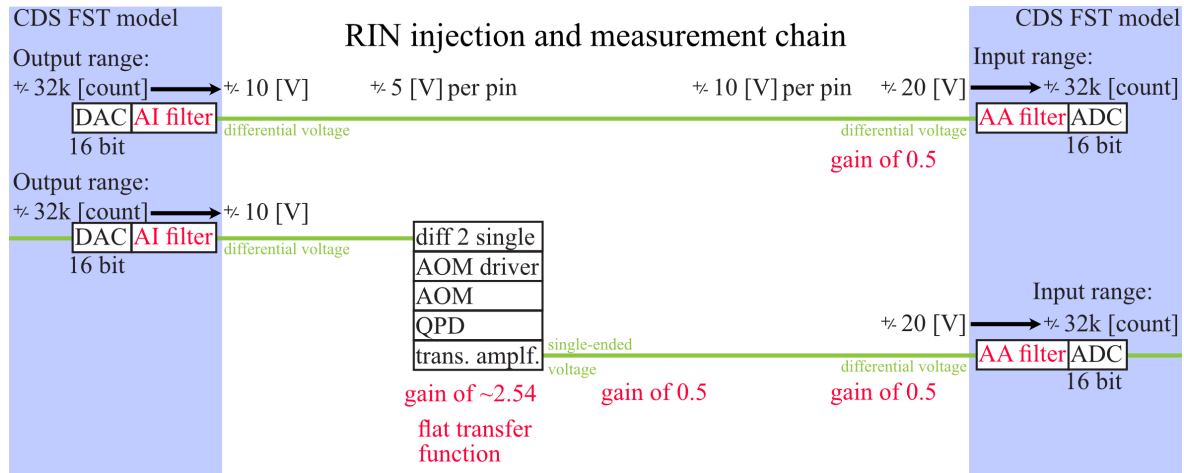 CDS FST model
CDS FST model
RIN injection and measurement chain
Output range:
Input range:
+/- 32k [count]
+/- 10 [V]
+/- 5 [V] per pin
+/- 10 [V] per pin
+/- 20 [V]
+/- 32k [count]
DAC AI filter
differential voltage
differential voltage
AA filter ADC
16 bit
16 bit
gain of 0.5
Output range:
+/- 32k [count]
+/- 10 [V]
DAC AI filter
differential voltage
16 bit
diff 2 single
AOM driver
AOM
QPD
trans. amplf.
single-ended
voltage
Input range:
+/- 20 [V]
+/- 32k [count]
differential voltage
AA filter ADC
16 bit
gain of ~2.54
gain of 0.5
gain of 0.5
flat transfer
function